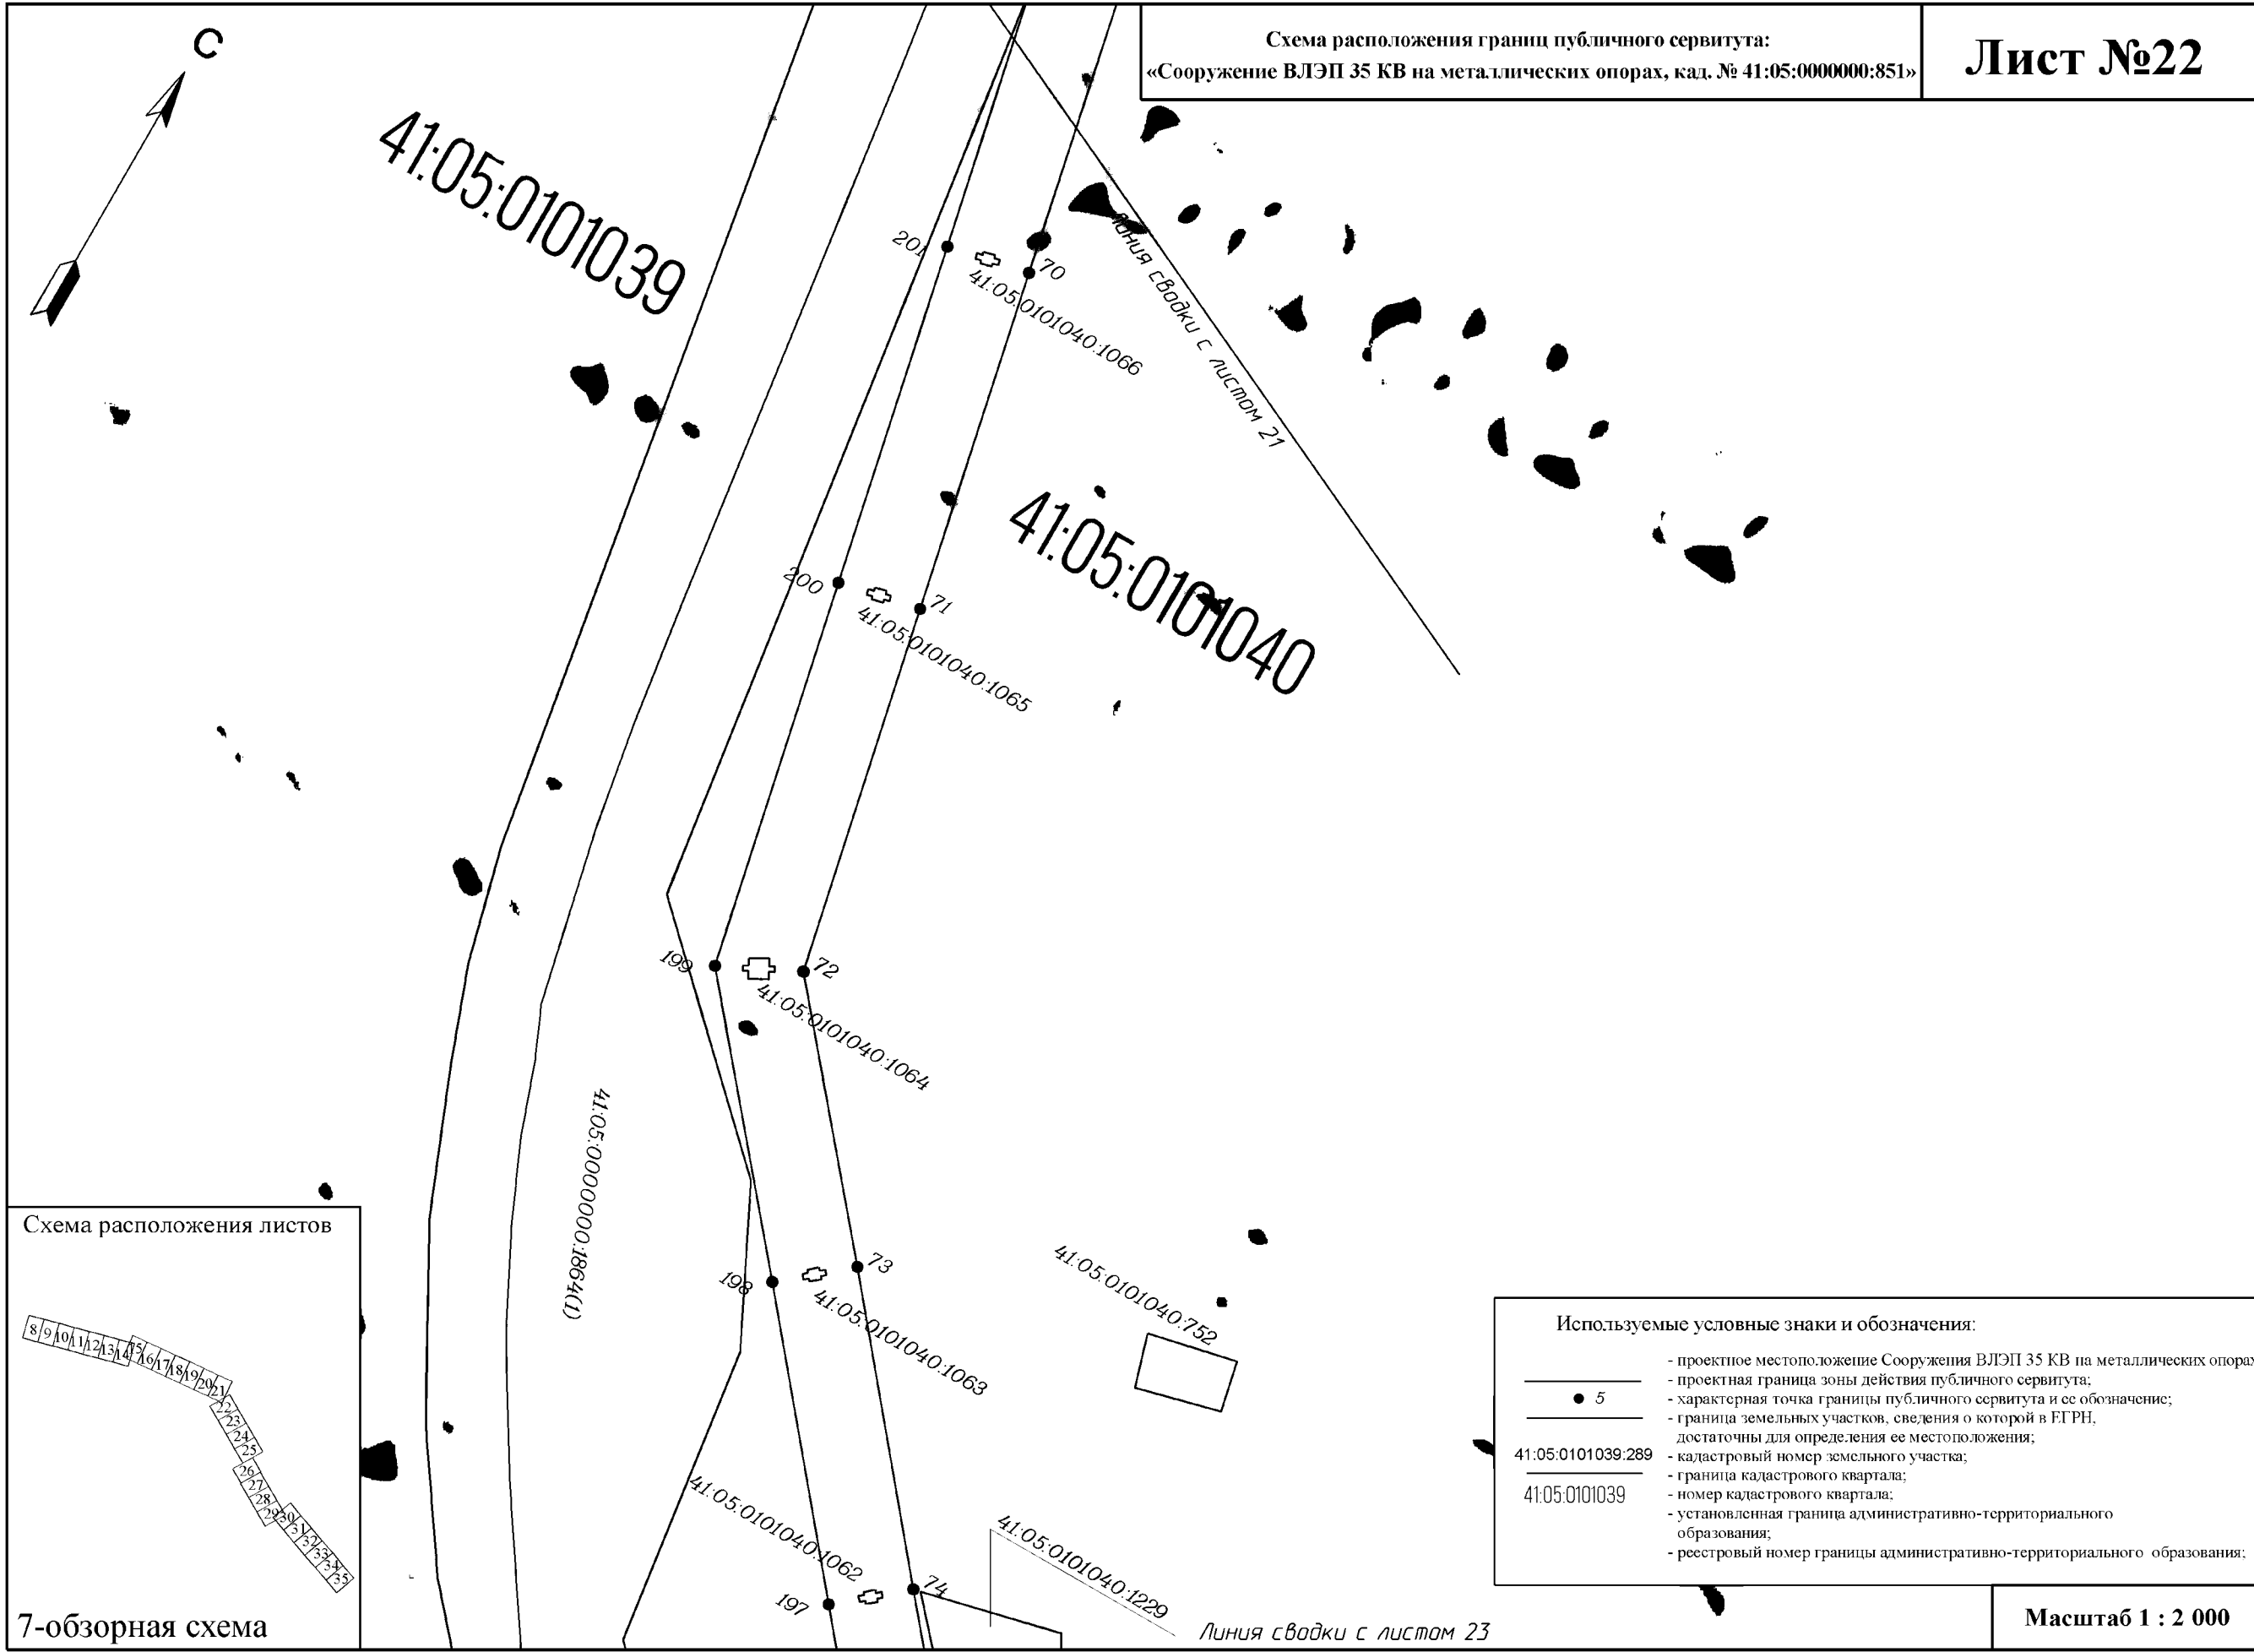 С
Схема расположения границ публичного сервитута:
«Сооружение ВЛЭП 35 КВ на металлических опорах, кад. № 41:05:0000000:851»
Лист №22
41:05:0101039
201
70
41:05:0101040:1066
линия сводки с листом 21
41:05:0101040
200
71
41:05:0101040:1065
199
72
41:05:0101040:1064
41:05:0000000:1864(1)
198
73
41:05:0101040:1063
41:05:0101040:752
41:05:0101040:1062
197
74
41:05:0101040:1229
Линия сводки с листом 23
Схема расположения листов
8 9 10 11 12 13 14 15 16 17 18 19 20 21
22
23
24
25
26
27
28
29 30
31
32
33
34
35
7-обзорная схема
Используемые условные знаки и обозначения:
- проектное местоположение Сооружения ВЛЭП 35 КВ на металлических опорах
- проектная граница зоны действия публичного сервитута;
5 - характерная точка границы публичного сервитута и ее обозначение;
- граница земельных участков, сведения о которой в ЕГРН,
достаточны для определения ее местоположения;
41:05:0101039:289 - кадастровый номер земельного участка;
- граница кадастрового квартала;
41:05:0101039 - номер кадастрового квартала;
- установленная граница административно-территориального
образования;
- реестровый номер границы административно-территориального образования;
Масштаб 1 : 2 000